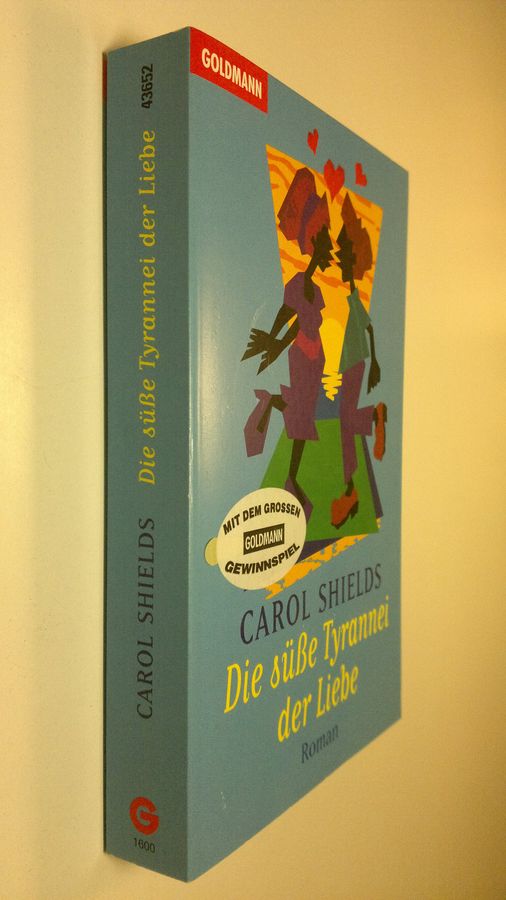 43652
CAROL SHIELDS Die süße Tyrannei der Liebe
G
1600
GOLDMANN
MIT DEM GROSSEN
GOLDMANN
GEWINNSPIEL
CAROL SHIELDS
Die süße Tyrannei
der Liebe
Roman